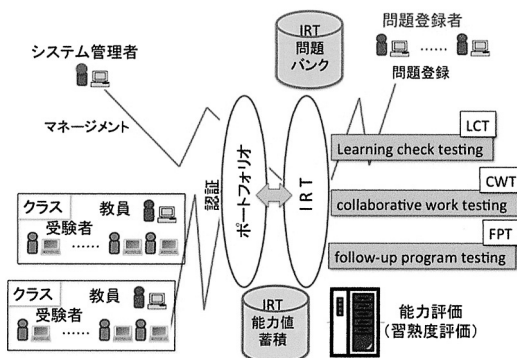 システム管理者
マネージメント
IRT
問題
バンク
問題登録者
……
問題登録
認証
ポートフォリオ
IRT
LCT
Learning check testing
CWT
collaborative work testing
FPT
follow-up program testing
クラス
教員
受験者
……
クラス
教員
受験者
……
IRT
能力値
蓄積
能力評価
(習熟度評価)